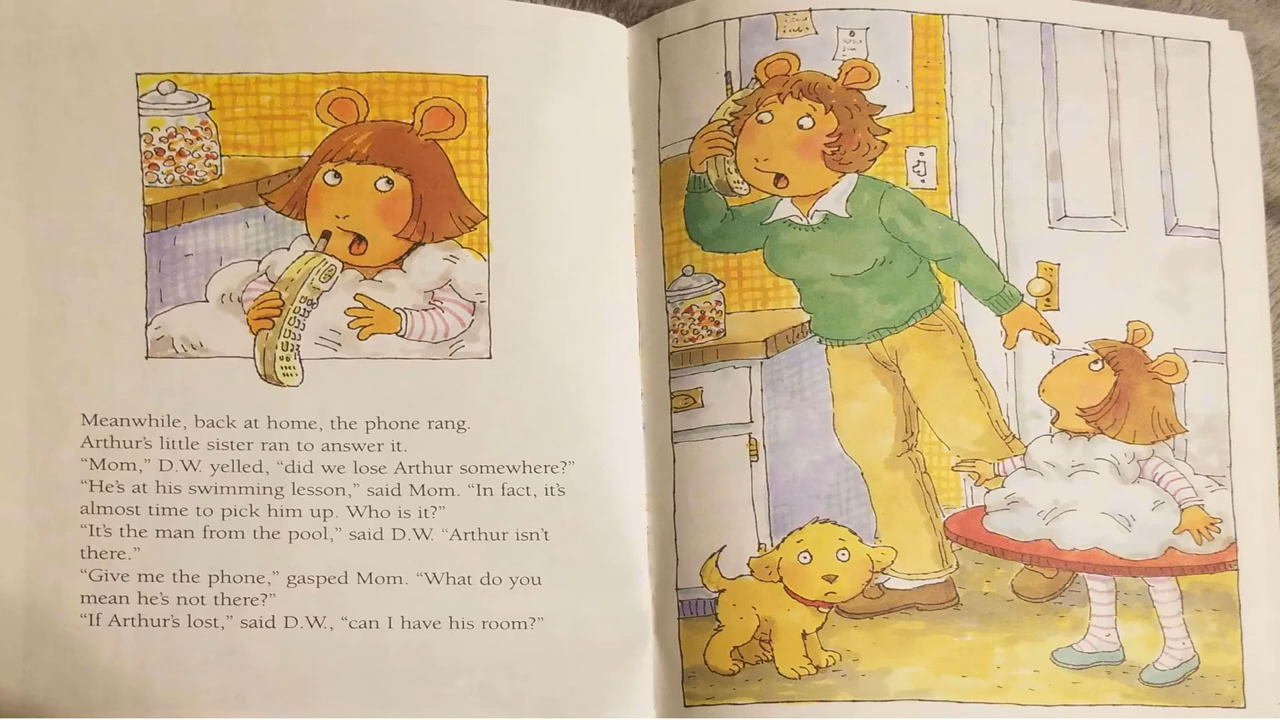 Meanwhile, back at home, the phone rang.
Arthur's little sister ran to answer it.
“Mom,” D.W. yelled, “did we lose Arthur somewhere?”
“He's at his swimming lesson,” said Mom. “In fact, it's
almost time to pick him up. Who is it?”
“It's the man from the pool,” said D.W. “Arthur isn't
there.”
“Give me the phone,” gasped Mom. “What do you
mean he's not there?”
“If Arthur's lost,” said D.W., “can I have his room?”